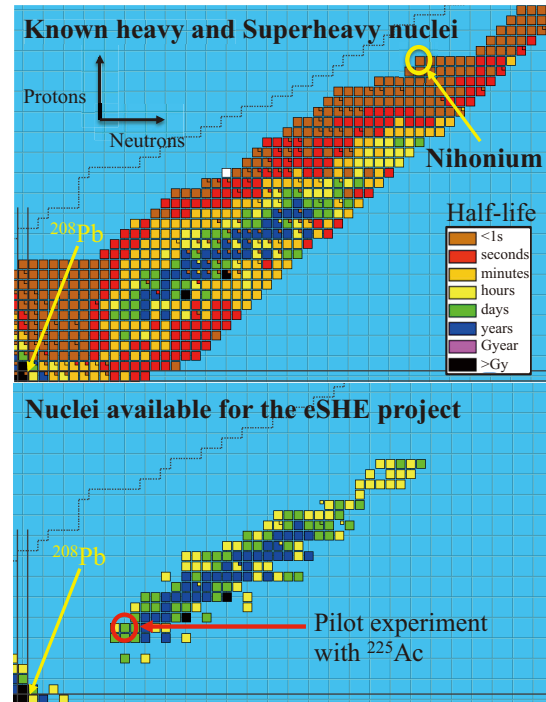 Known heavy and Superheavy nuclei
Protons
Neutrons
Nihonium
²⁰⁸Pb
Half-life
<1s
seconds
minutes
hours
days
years
Gyear
>Gy
Nuclei available for the eSHE project
²⁰⁸Pb
Pilot experiment
with ²²⁵Ac